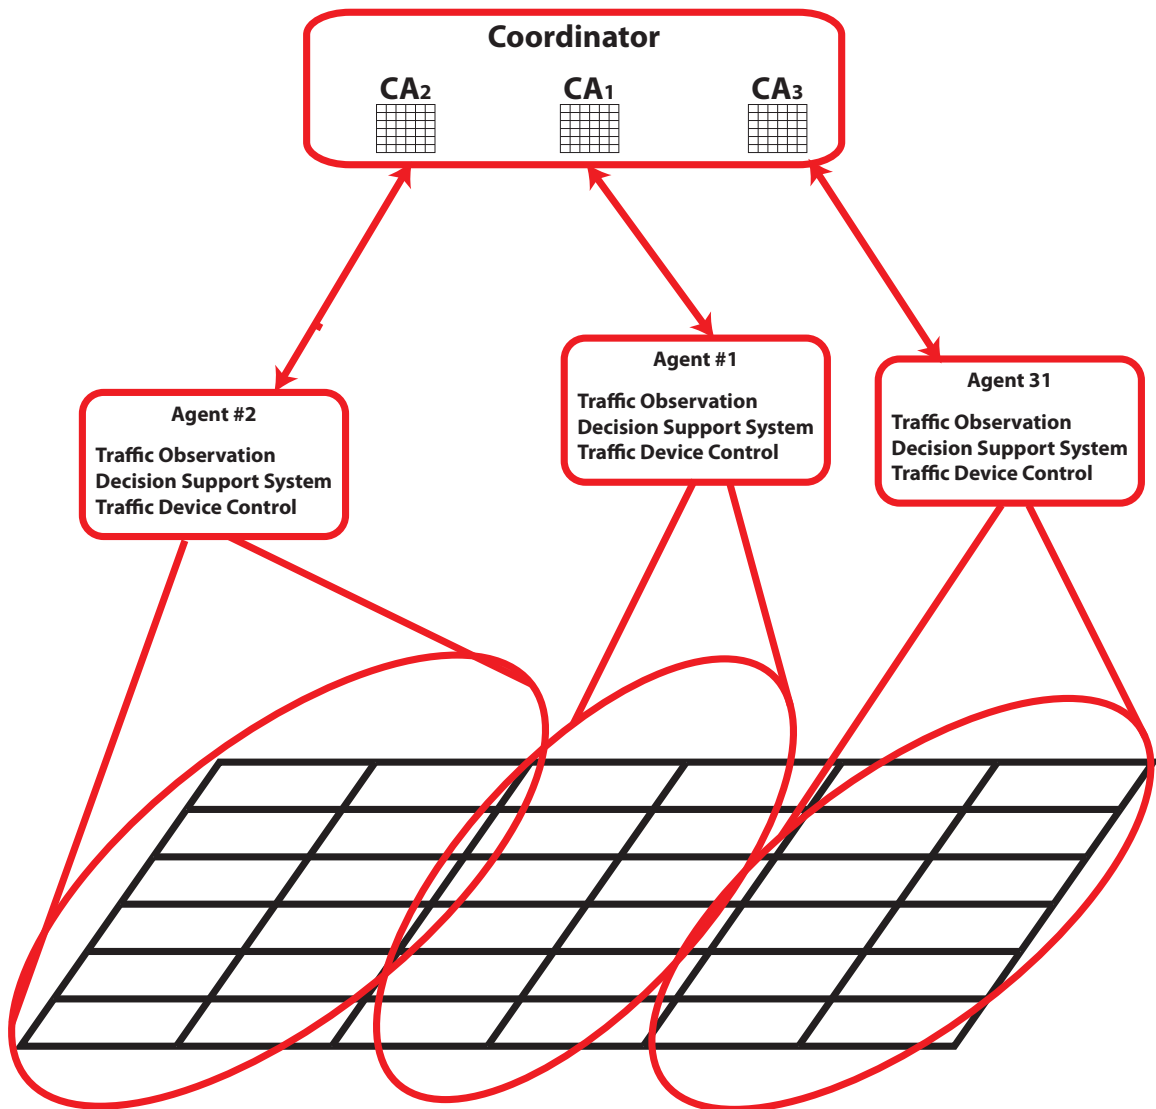 Coordinator
CA2 CA1 CA3
Agent #1
Traffic Observation
Decision Support System
Traffic Device Control
Agent 31
Traffic Observation
Decision Support System
Traffic Device Control
Agent #2
Traffic Observation
Decision Support System
Traffic Device Control